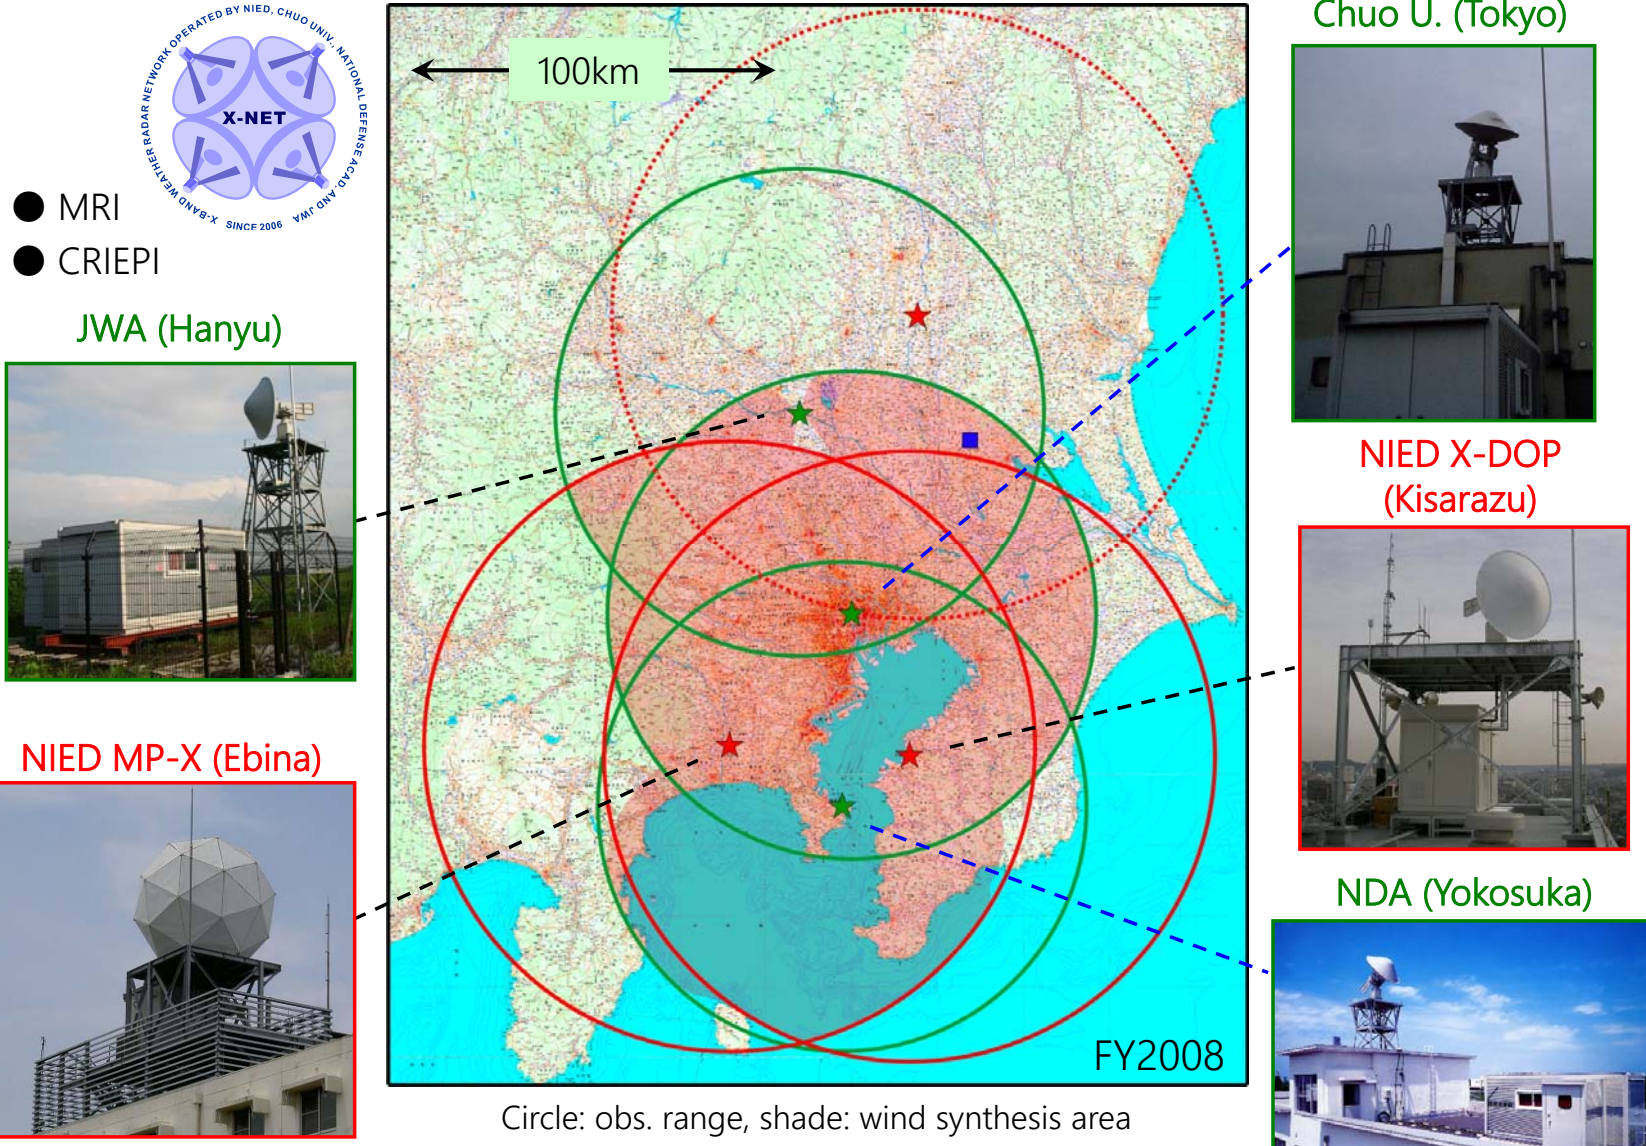 X-BAND WEATHER RADAR NETWORK OPERATED BY NIED, CHUO UNIV., NATIONAL DEFENSE ACAD. AND JWA
X-NET
SINCE 2006
● MRI
● CRIEPI
JWA (Hanyu)
NIED MP-X (Ebina)
100km
FY2008
Chuo U. (Tokyo)
NIED X-DOP
(Kisarazu)
NDA (Yokosuka)
Circle: obs. range, shade: wind synthesis area